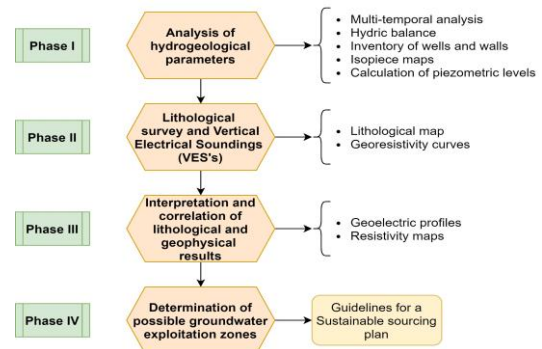 Phase I
Analysis of
hydrogeological
parameters
• Multi-temporal analysis
• Hydric balance
• Inventory of wells and walls
• Isopiece maps
• Calculation of piezometric levels
Phase II
Lithological
survey and Vertical
Electrical Soundings
(VES's)
• Lithological map
• Georesistivity curves
Phase III
Interpretation and
correlation of
lithological and
geophysical
results
• Geoelectric profiles
• Resistivity maps
Phase IV
Determination of
possible groundwater
exploitation zones
Guidelines for a
Sustainable sourcing
plan